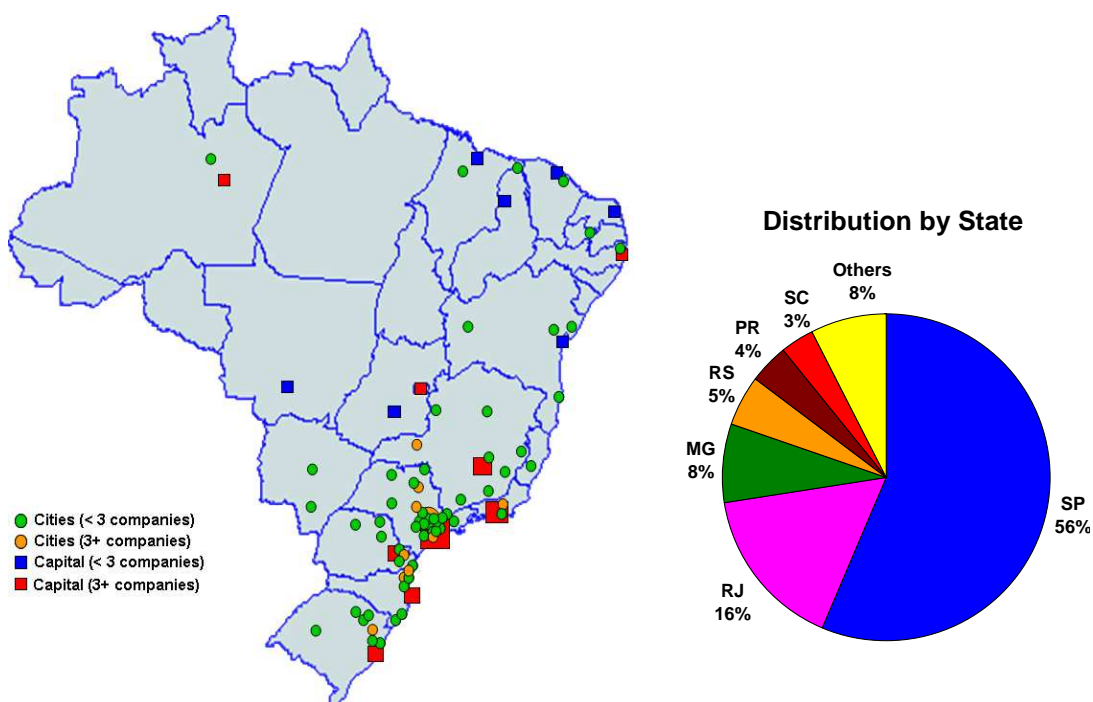 Cities (< 3 companies)
Cities (3+ companies)
Capital (< 3 companies)
Capital (3+ companies)
Distribution by State
Others
8%
SC
3%
PR
4%
RS
5%
MG
8%
RJ
16%
SP
56%